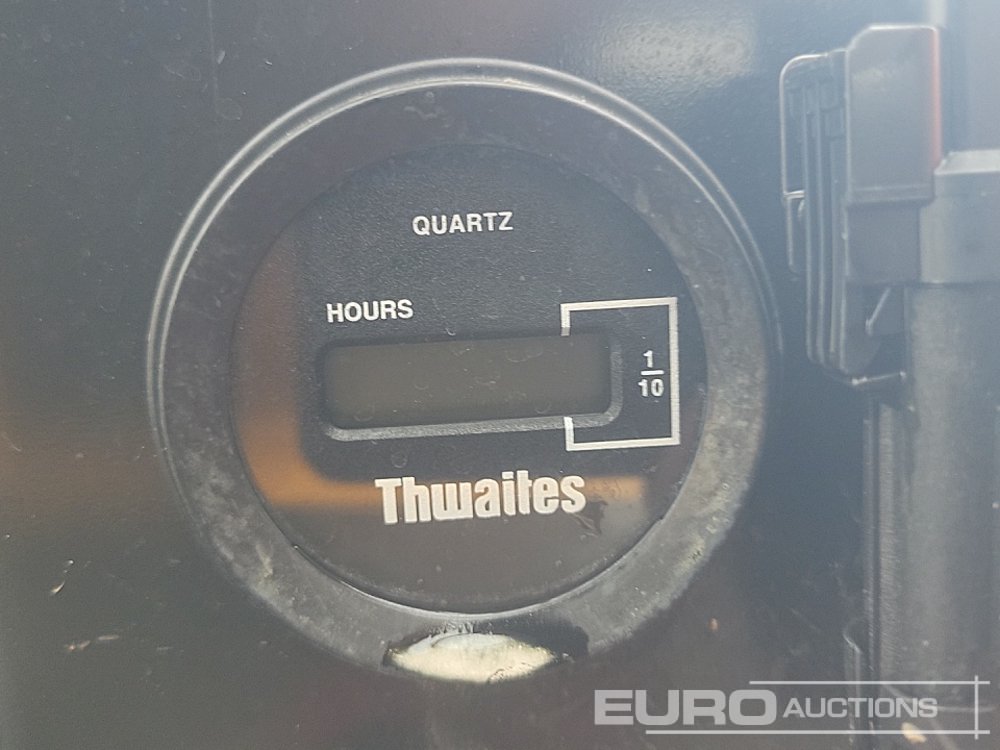 QUARTZ
HOURS
1
10
Thwaites
EURO AUCTIONS